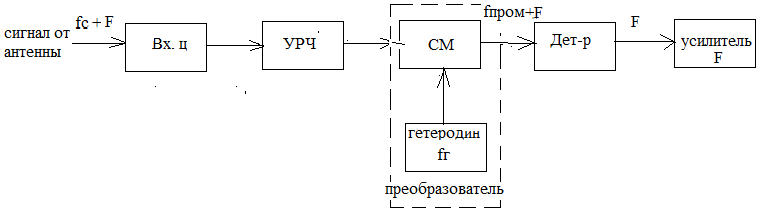 сигнал от
антенны
fc + F
Вх. ц
УРЧ
СМ
гетеродин
fг
преобразователь
fпром+F
Дет-р
F
усилитель
F